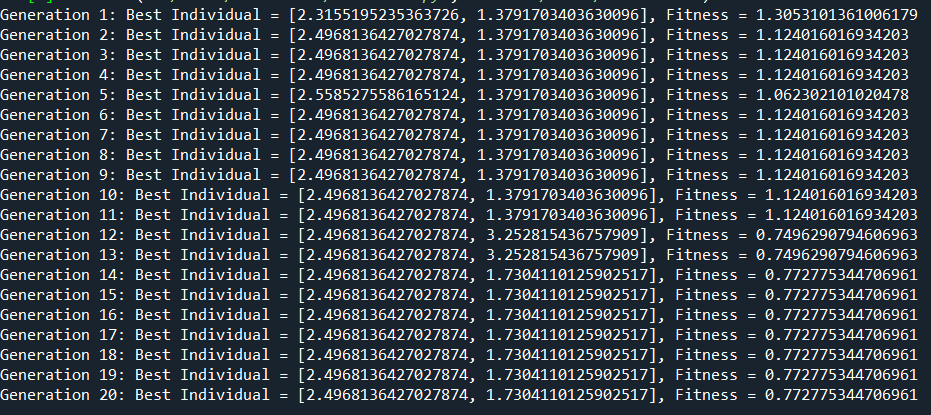 Generation 1: Best Individual = [2.3155195235363726, 1.3791703403630096], Fitness = 1.3053101361006179
Generation 2: Best Individual = [2.4968136427027874, 1.3791703403630096], Fitness = 1.124016016934203
Generation 3: Best Individual = [2.4968136427027874, 1.3791703403630096], Fitness = 1.124016016934203
Generation 4: Best Individual = [2.4968136427027874, 1.3791703403630096], Fitness = 1.124016016934203
Generation 5: Best Individual = [2.5585275586165124, 1.3791703403630096], Fitness = 1.062302101020478
Generation 6: Best Individual = [2.4968136427027874, 1.3791703403630096], Fitness = 1.124016016934203
Generation 7: Best Individual = [2.4968136427027874, 1.3791703403630096], Fitness = 1.124016016934203
Generation 8: Best Individual = [2.4968136427027874, 1.3791703403630096], Fitness = 1.124016016934203
Generation 9: Best Individual = [2.4968136427027874, 1.3791703403630096], Fitness = 1.124016016934203
Generation 10: Best Individual = [2.4968136427027874, 1.3791703403630096], Fitness = 1.124016016934203
Generation 11: Best Individual = [2.4968136427027874, 1.3791703403630096], Fitness = 1.124016016934203
Generation 12: Best Individual = [2.4968136427027874, 3.252815436757909], Fitness = 0.7496290794606963
Generation 13: Best Individual = [2.4968136427027874, 3.252815436757909], Fitness = 0.7496290794606963
Generation 14: Best Individual = [2.4968136427027874, 1.7304110125902517], Fitness = 0.772775344706961
Generation 15: Best Individual = [2.4968136427027874, 1.7304110125902517], Fitness = 0.772775344706961
Generation 16: Best Individual = [2.4968136427027874, 1.7304110125902517], Fitness = 0.772775344706961
Generation 17: Best Individual = [2.4968136427027874, 1.7304110125902517], Fitness = 0.772775344706961
Generation 18: Best Individual = [2.4968136427027874, 1.7304110125902517], Fitness = 0.772775344706961
Generation 19: Best Individual = [2.4968136427027874, 1.7304110125902517], Fitness = 0.772775344706961
Generation 20: Best Individual = [2.4968136427027874, 1.7304110125902517], Fitness = 0.772775344706961